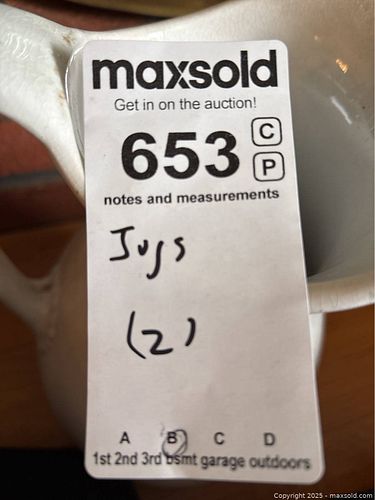 maxsold
Get in on the auction!
653 C
P
notes and measurements
Jugs
(2)
A B C D
1st 2nd 3rd bsmt garage outdoors
Copyright 2025 - maxsold.com